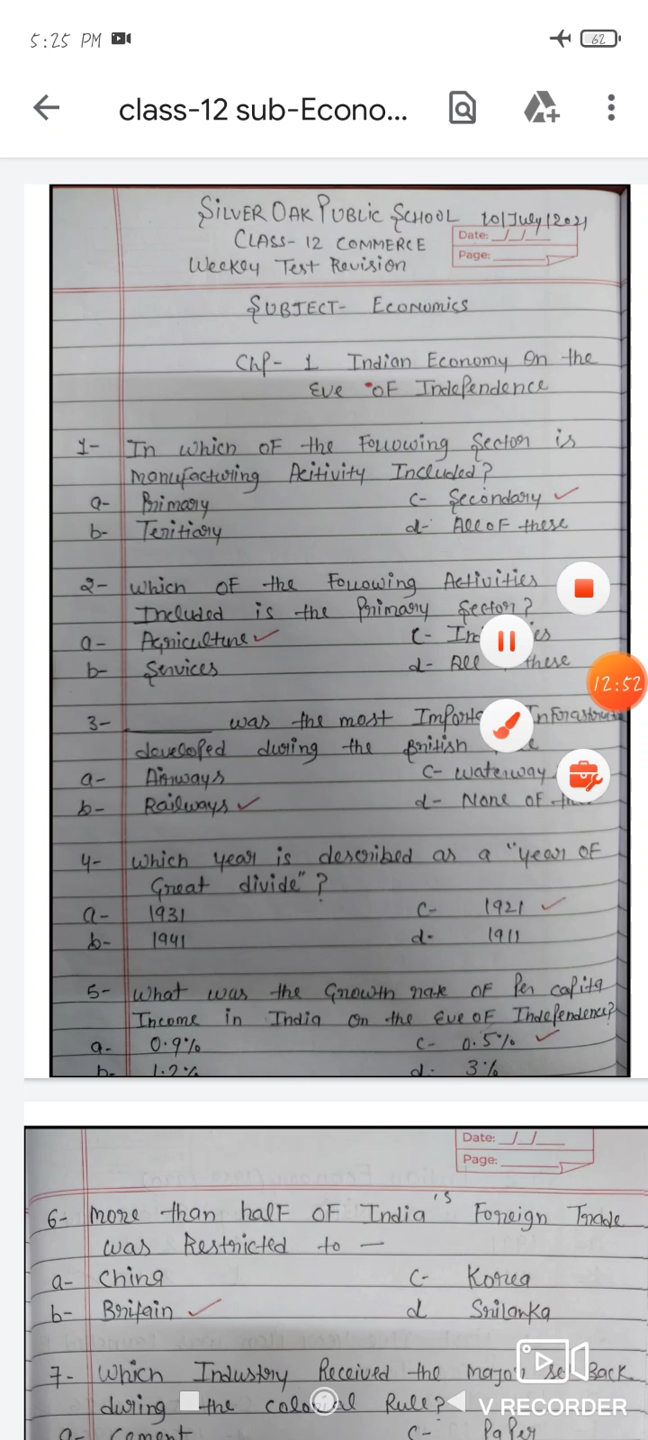 5:25 PM
62
class-12 sub-Econo...
SILVER OAK PUBLIC SCHOOL 10/July/2021
CLASS- 12 COMMERCE
Date: _/_/_
Weekly Test Revision
Page:
SUBJECT- Economics
Chp- 1 Indian Economy On the
Eve OF Independence
1- In which OF the Following Sector is
Manufacturing Acitivity Included?
a- Primary c- Secondary ✓
b- Teritiary d- All OF these
2- Which OF the Following Activities
Included is the Primary Sector?
a- Agriculture ✓ c-
b- Services d- All these
12:52
3- ______ was the most
developed during the British
a- Airways c- Waterway
b- Railways ✓ d- None of
4- Which year is described as a "year OF
Great divide"?
a- 1931 c- 1921 ✓
b- 1941 d- 1911
5- What was the Growth rate OF Per capita
Income in India On the Eve OF Independence?
a- 0.9% c- 0.5% ✓
b- 1.2% d- 3%
Date: _/_/_
Page:
6- More than half OF India's Foreign Trade
was Restricted to —
a- China c- Korea
b- Britain ✓ d Srilanka
7- Which Industry Received the major Back
during the colonial Rule?
a- Cement c- Paper
V RECORDER